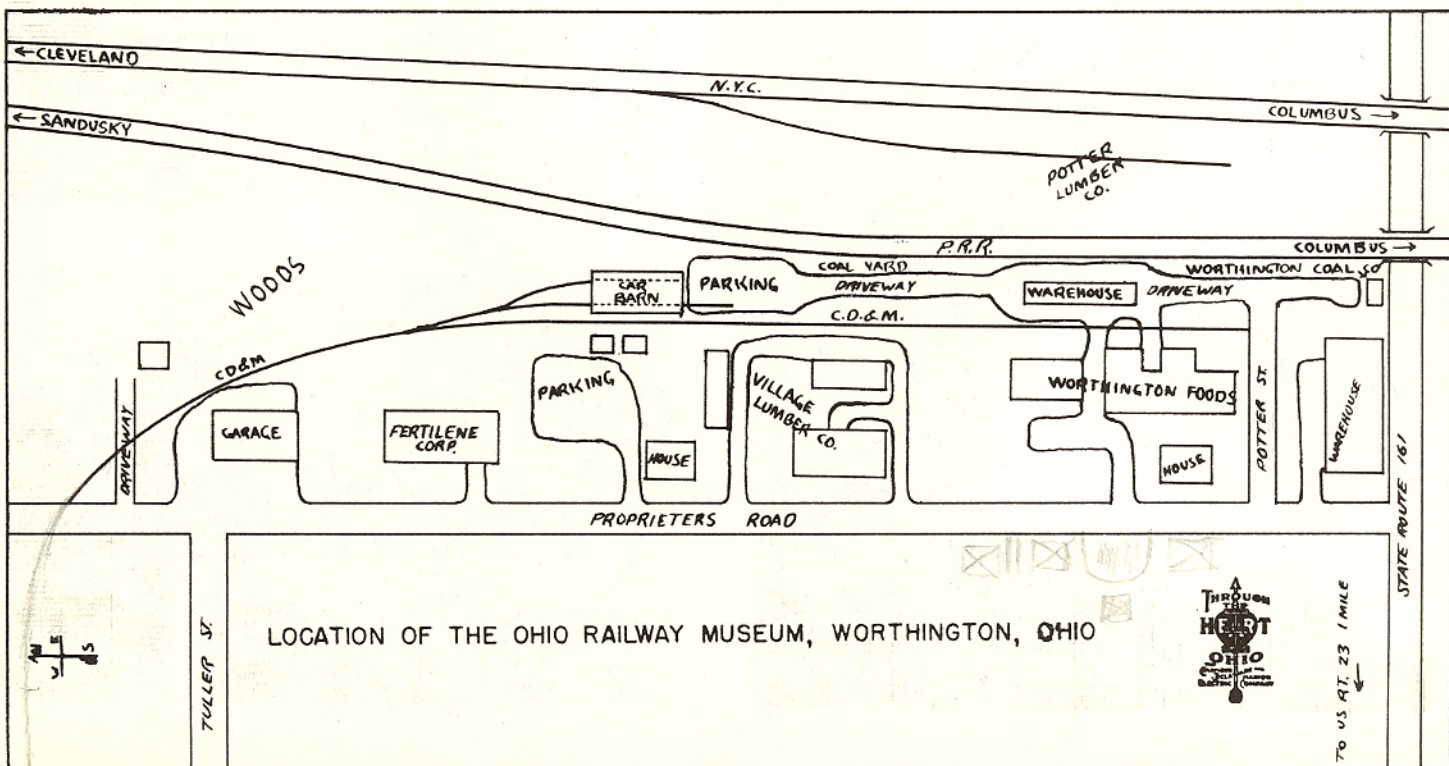 ←CLEVELAND
N.Y.C.
COLUMBUS →
←SANDUSKY
POTTER
LUMBER
CO.
P.R.R.
COLUMBUS →
WOODS
CAR
BARN
PARKING
COAL YARD
DRIVEWAY
WORTHINGTON COAL CO
WAREHOUSE
DRIVEWAY
C.D.&M.
CD&M
DRIVEWAY
GARAGE
FERTILENE
CORP.
PARKING
HOUSE
VILLAGE
LUMBER CO.
WORTHINGTON FOODS
HOUSE
POTTER ST.
WAREHOUSE
STATE ROUTE 161
PROPRIETERS ROAD
TULLER ST.
N
E
S
LOCATION OF THE OHIO RAILWAY MUSEUM, WORTHINGTON, OHIO
THROUGH
THE
HEART
OHIO
TO US RT. 23 1 MILE
←